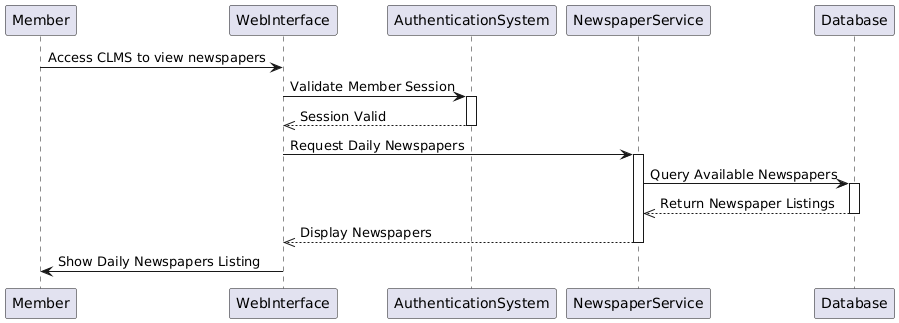 Member WebInterface AuthenticationSystem NewspaperService Database
Access CLMS to view newspapers
Validate Member Session
Session Valid
Request Daily Newspapers
Query Available Newspapers
Return Newspaper Listings
Display Newspapers
Show Daily Newspapers Listing
Member WebInterface AuthenticationSystem NewspaperService Database